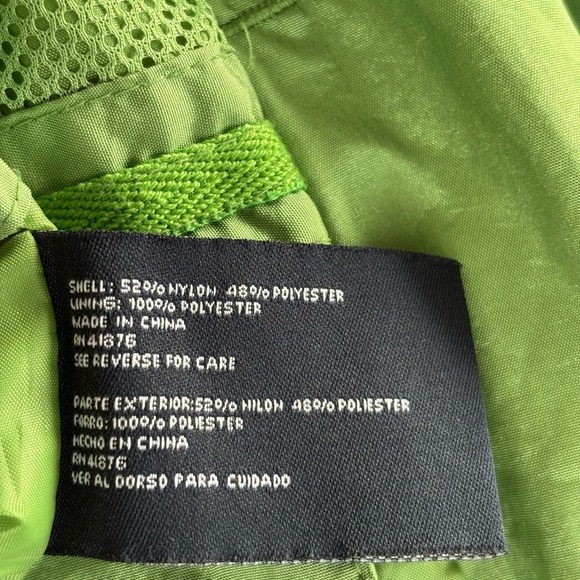 SHELL: 52% NYLON 48% POLYESTER
LINING: 100% POLYESTER
MADE IN CHINA
RN41876
SEE REVERSE FOR CARE
PARTE EXTERIOR:52% NILON 48% POLIESTER
FORRO: 100% POLIESTER
HECHO EN CHINA
RN41876
VER AL DORSO PARA CUIDADO